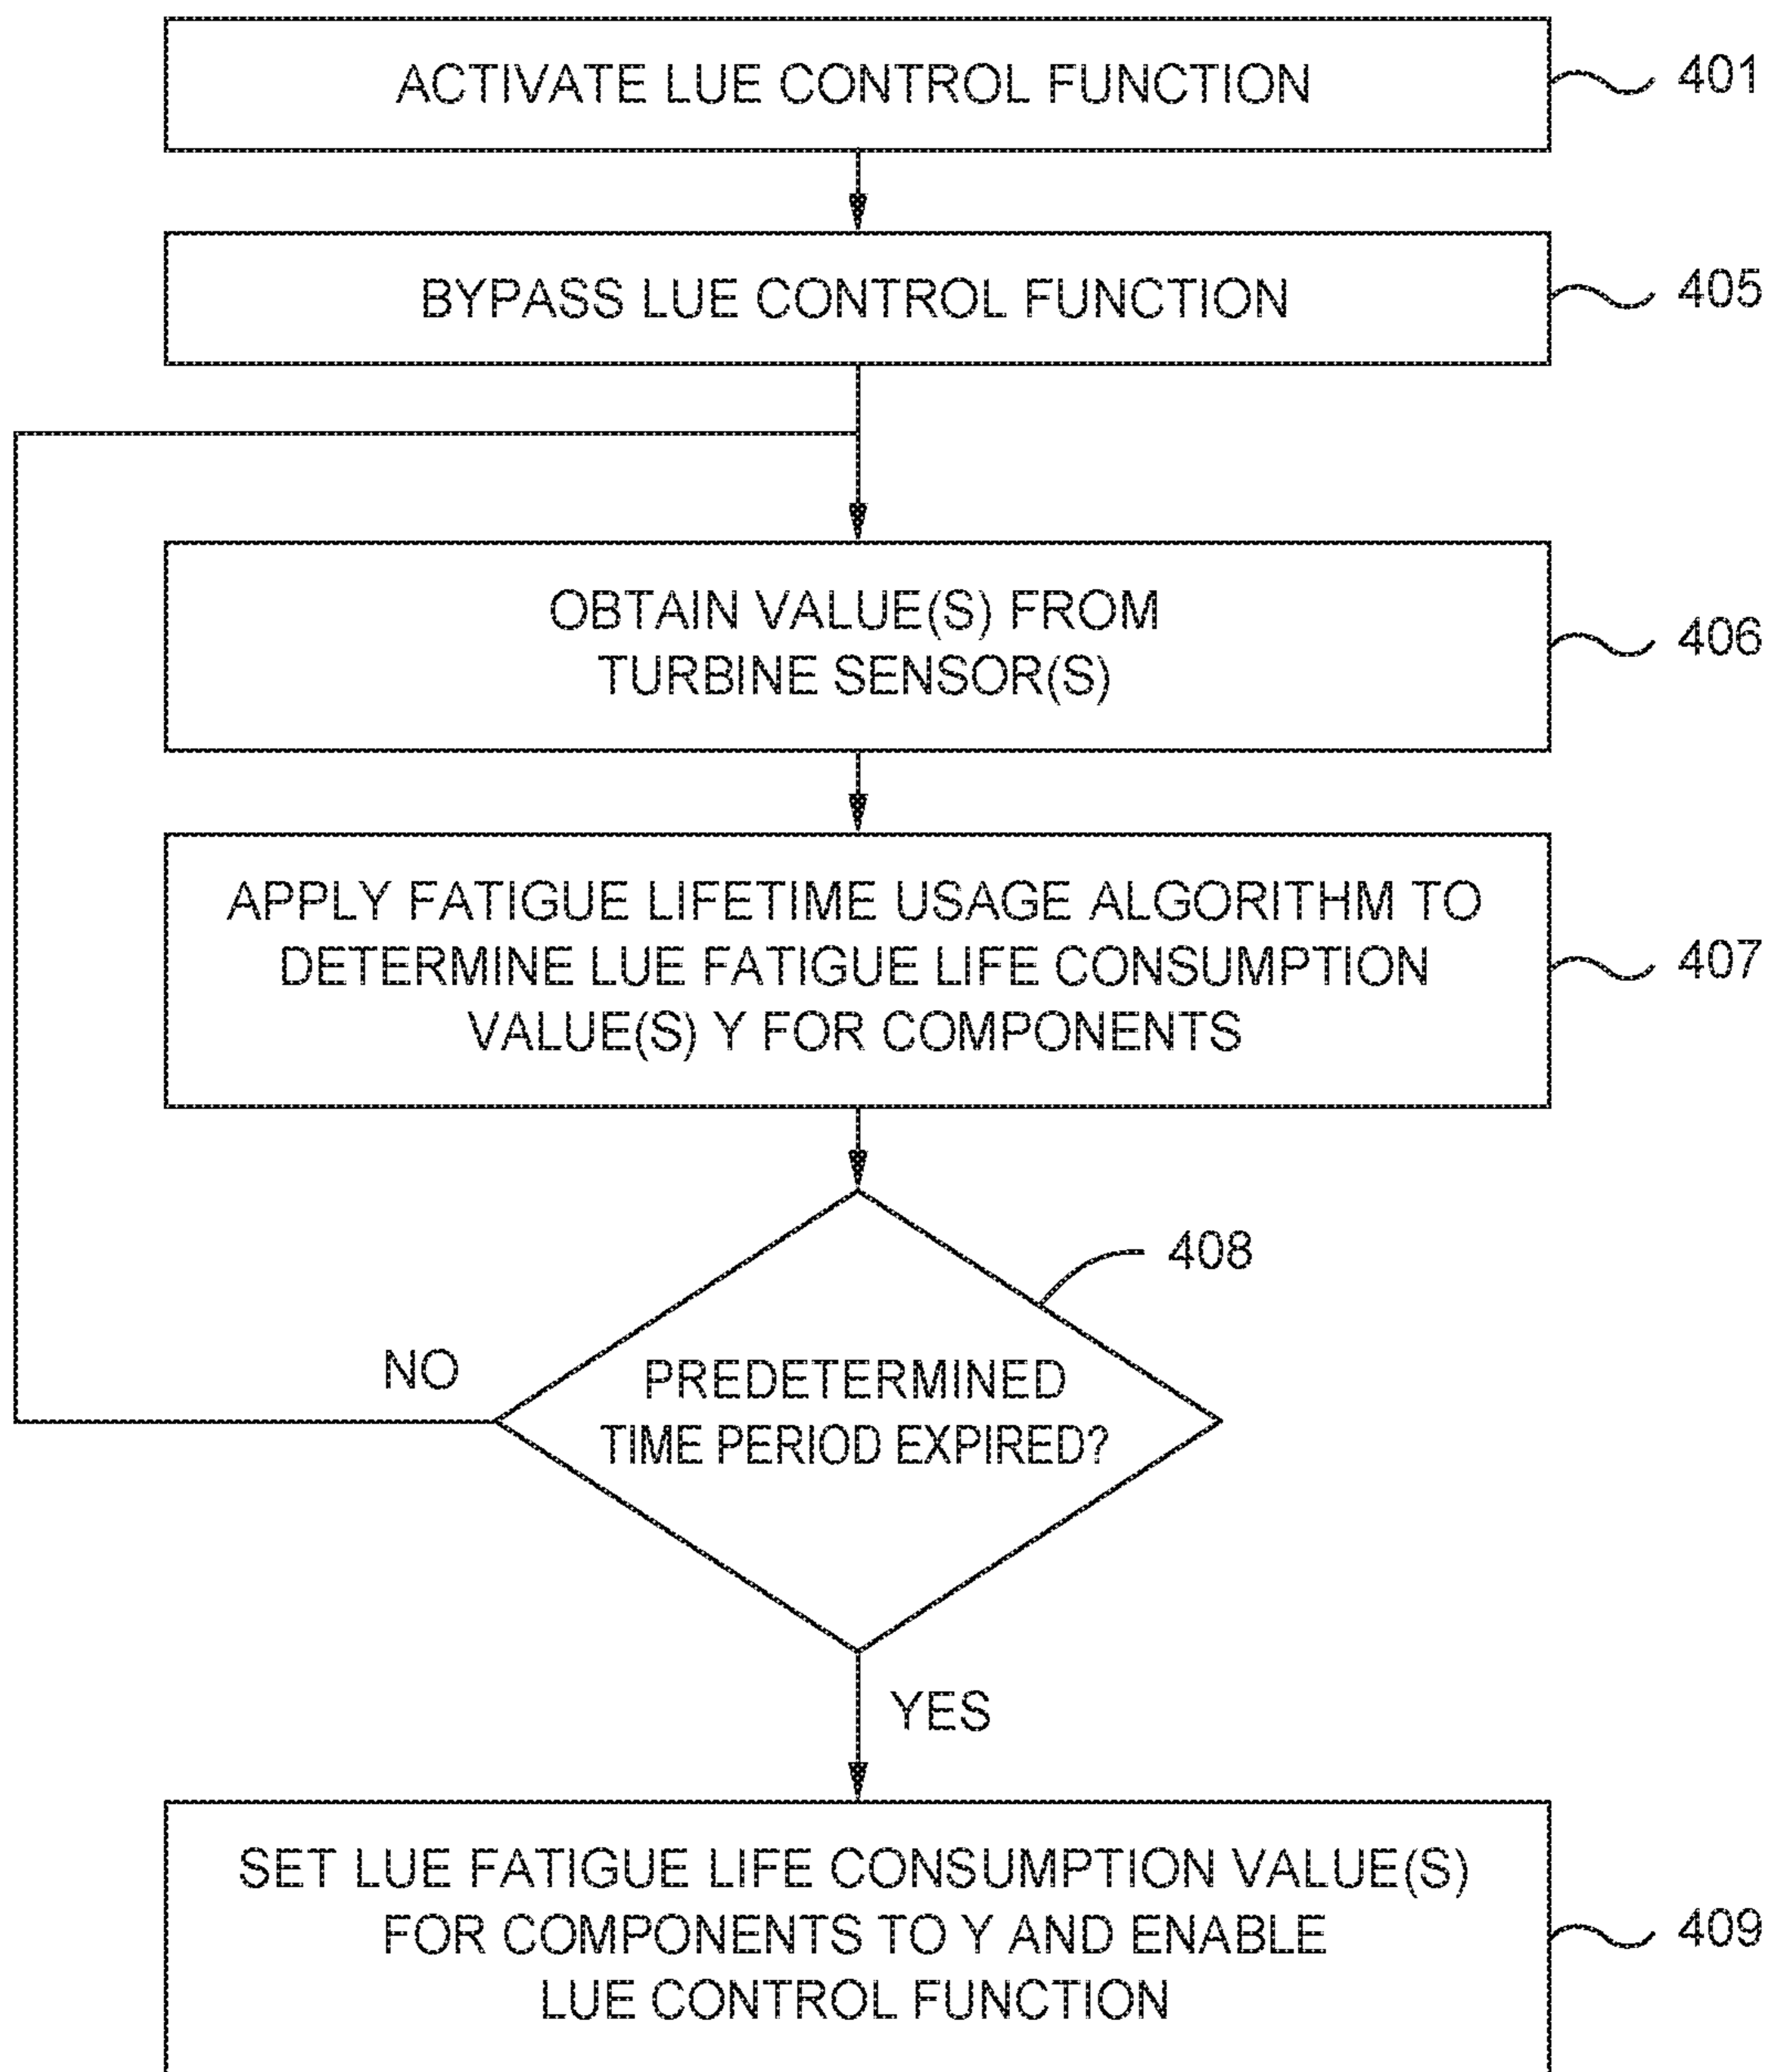 ACTIVATE LUE CONTROL FUNCTION
401
BYPASS LUE CONTROL FUNCTION
405
OBTAIN VALUE(S) FROM
TURBINE SENSOR(S)
406
APPLY FATIGUE LIFETIME USAGE ALGORITHM TO
DETERMINE LUE FATIGUE LIFE CONSUMPTION
VALUE(S) Y FOR COMPONENTS
407
408
NO
PREDETERMINED
TIME PERIOD EXPIRED?
YES
SET LUE FATIGUE LIFE CONSUMPTION VALUE(S)
FOR COMPONENTS TO Y AND ENABLE
LUE CONTROL FUNCTION
409